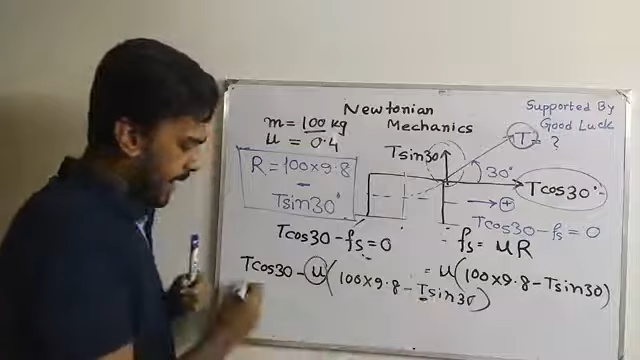 Newtonian
Mechanics
Supported By
Good Luck
m = 100 kg
μ = 0.4
R = 100×9.8
-
Tsin30°
Tsin30
T = ?
30°
Tcos30°
+
Tcos30 - fs = 0
Tcos30 - fs = 0
fs = μR
= μ(100×9.8 - Tsin30)
Tcos30 - μ(100×9.8 - Tsin30)